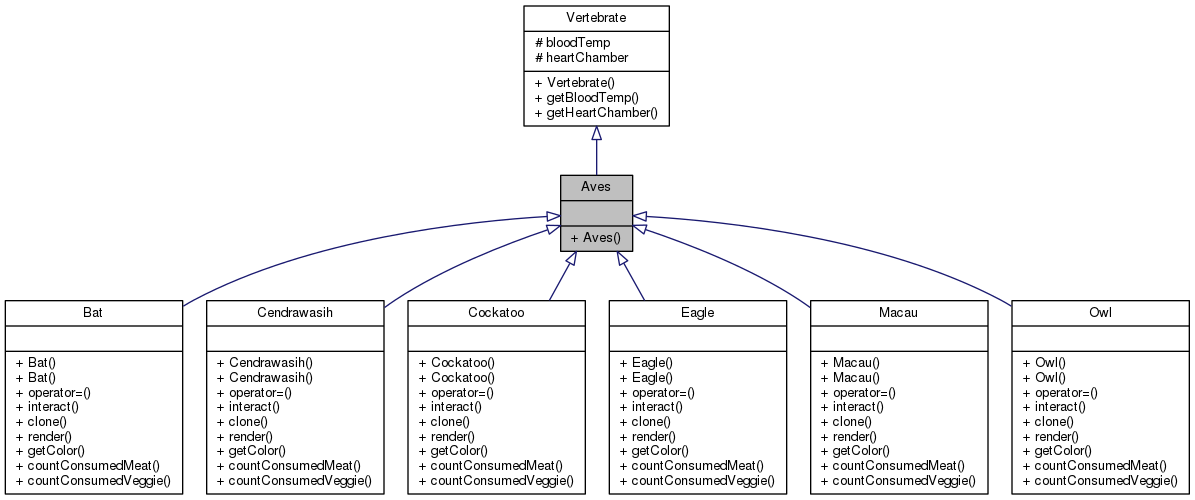 Vertebrate
# bloodTemp
# heartChamber
+ Vertebrate()
+ getBloodTemp()
+ getHeartChamber()
Aves
+ Aves()
Bat
+ Bat()
+ Bat()
+ operator=()
+ interact()
+ clone()
+ render()
+ getColor()
+ countConsumedMeat()
+ countConsumedVeggie()
Cendrawasih
+ Cendrawasih()
+ Cendrawasih()
+ operator=()
+ interact()
+ clone()
+ render()
+ getColor()
+ countConsumedMeat()
+ countConsumedVeggie()
Cockatoo
+ Cockatoo()
+ Cockatoo()
+ operator=()
+ interact()
+ clone()
+ render()
+ getColor()
+ countConsumedMeat()
+ countConsumedVeggie()
Eagle
+ Eagle()
+ Eagle()
+ operator=()
+ interact()
+ clone()
+ render()
+ getColor()
+ countConsumedMeat()
+ countConsumedVeggie()
Macau
+ Macau()
+ Macau()
+ operator=()
+ interact()
+ clone()
+ render()
+ getColor()
+ countConsumedMeat()
+ countConsumedVeggie()
Owl
+ Owl()
+ Owl()
+ operator=()
+ interact()
+ clone()
+ render()
+ getColor()
+ countConsumedMeat()
+ countConsumedVeggie()